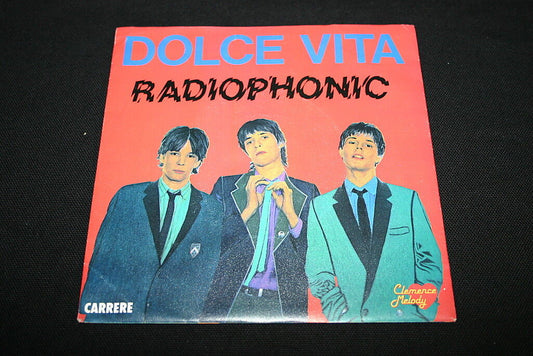 DOLCE VITA
RADIOPHONIC
CARRERE
Clemence
Melody